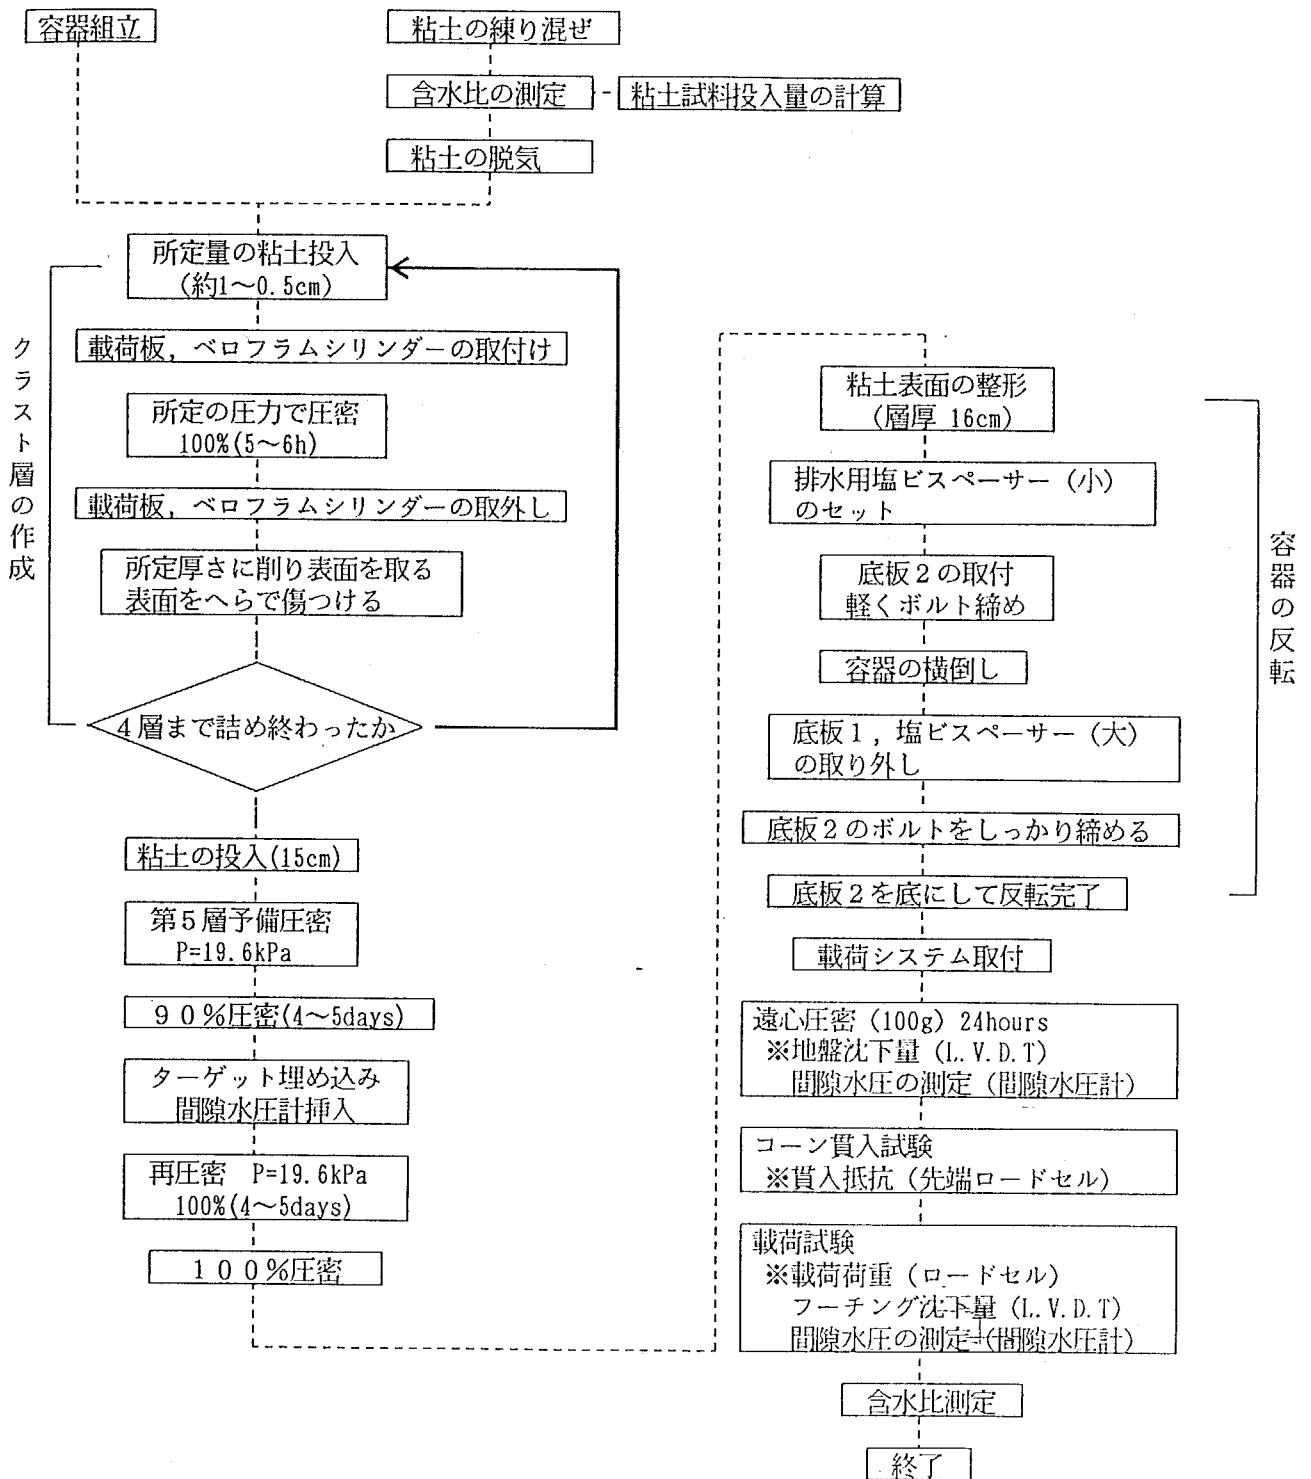 容器組立
粘土の練り混ぜ
含水比の測定
粘土試料投入量の計算
粘土の脱気
クラスト層の作成
所定量の粘土投入
(約1〜0.5cm)
載荷板，ベロフラムシリンダーの取付け
所定の圧力で圧密
100%(5〜6h)
載荷板，ベロフラムシリンダーの取外し
所定厚さに削り表面を取る
表面をへらで傷つける
4層まで詰め終わったか
粘土の投入(15cm)
第5層予備圧密
P=19.6kPa
90%圧密(4〜5days)
ターゲット埋め込み
間隙水圧計挿入
再圧密 P=19.6kPa
100%(4〜5days)
100%圧密
容器の反転
粘土表面の整形
(層厚 16cm)
排水用塩ビスペーサー（小）
のセット
底板2の取付
軽くボルト締め
容器の横倒し
底板1，塩ビスペーサー（大）
の取り外し
底板2のボルトをしっかり締める
底板2を底にして反転完了
載荷システム取付
遠心圧密（100g）24hours
※地盤沈下量（L.V.D.T）
間隙水圧の測定（間隙水圧計）
コーン貫入試験
※貫入抵抗（先端ロードセル）
載荷試験
※載荷荷重（ロードセル）
フーチング沈下量（L.V.D.T）
間隙水圧の測定（間隙水圧計）
含水比測定
終了